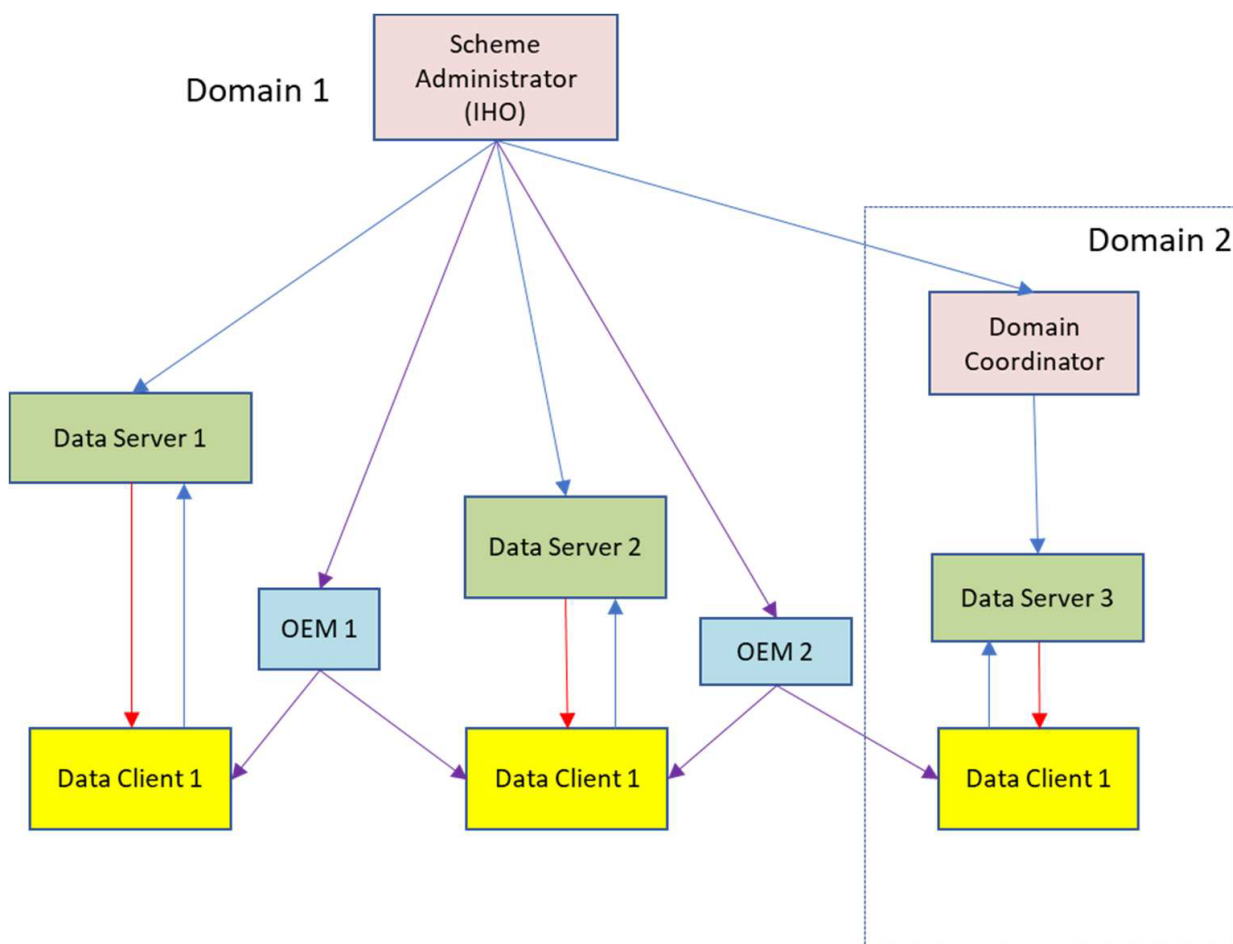 Scheme
Administrator
(IHO)
Domain 1
Domain 2
Domain
Coordinator
Data Server 1
Data Server 2
Data Server 3
OEM 1
OEM 2
Data Client 1
Data Client 1
Data Client 1